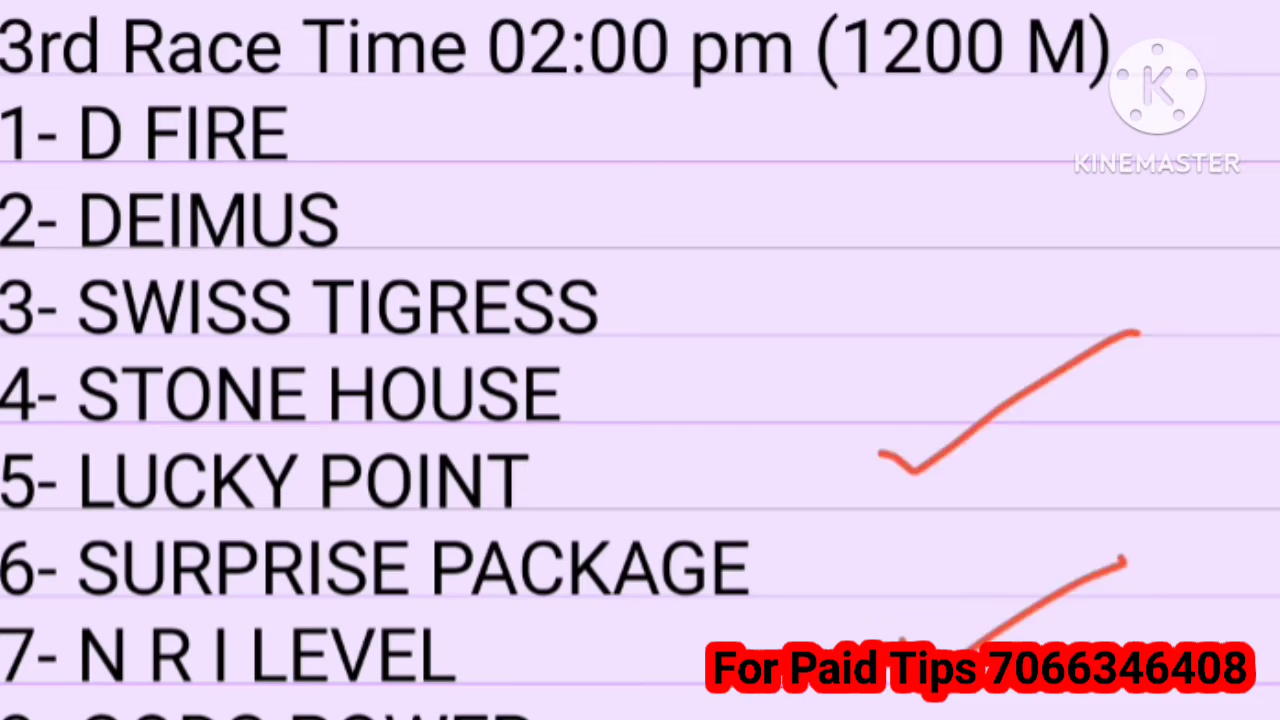 3rd Race Time 02:00 pm (1200 M)
K
KINEMASTER
1- D FIRE
2- DEIMUS
3- SWISS TIGRESS
4- STONE HOUSE
5- LUCKY POINT
6- SURPRISE PACKAGE
7- N R I LEVEL
For Paid Tips 7066346408